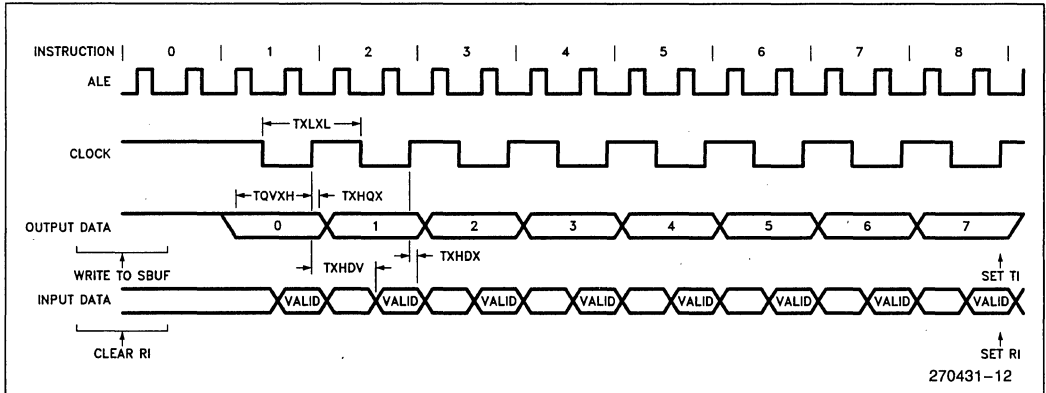 INSTRUCTION | 0 | 1 | 2 | 3 | 4 | 5 | 6 | 7 | 8 |
ALE
TXLXL
CLOCK
TQVXH TXHQX
OUTPUT DATA 0 1 2 3 4 5 6 7
WRITE TO SBUF TXHDV TXHDX SET TI
INPUT DATA VALID VALID VALID VALID VALID VALID VALID VALID
CLEAR RI SET RI
270431-12